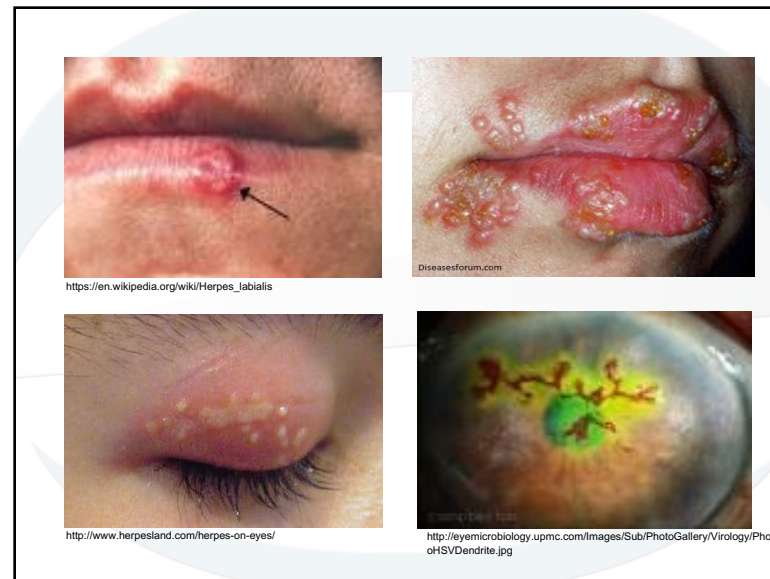 Diseasesforum.com
https://en.wikipedia.org/wiki/Herpes_labialis
http://www.herpesland.com/herpes-on-eyes/
http://eyemicrobiology.upmc.com/Images/Sub/PhotoGallery/Virology/Phot
oHSVDendrite.jpg